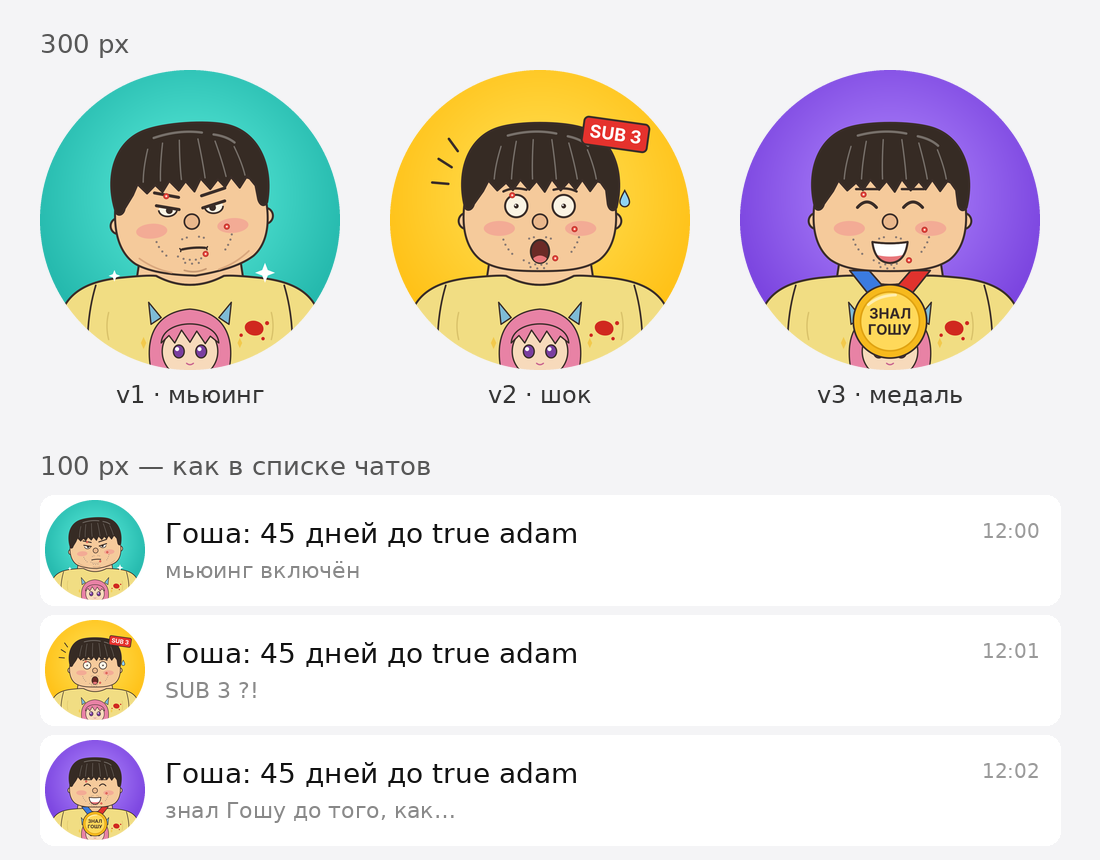 300 px
SUB 3
ЗНАЛ
ГОШУ
v1 · мьюинг
v2 · шок
v3 · медаль
100 px — как в списке чатов
Гоша: 45 дней до true adam
12:00
мьюинг включён
SUB 3
Гоша: 45 дней до true adam
12:01
SUB 3 ?!
Гоша: 45 дней до true adam
12:02
знал Гошу до того, как…
ЗНАЛ
ГОШУ